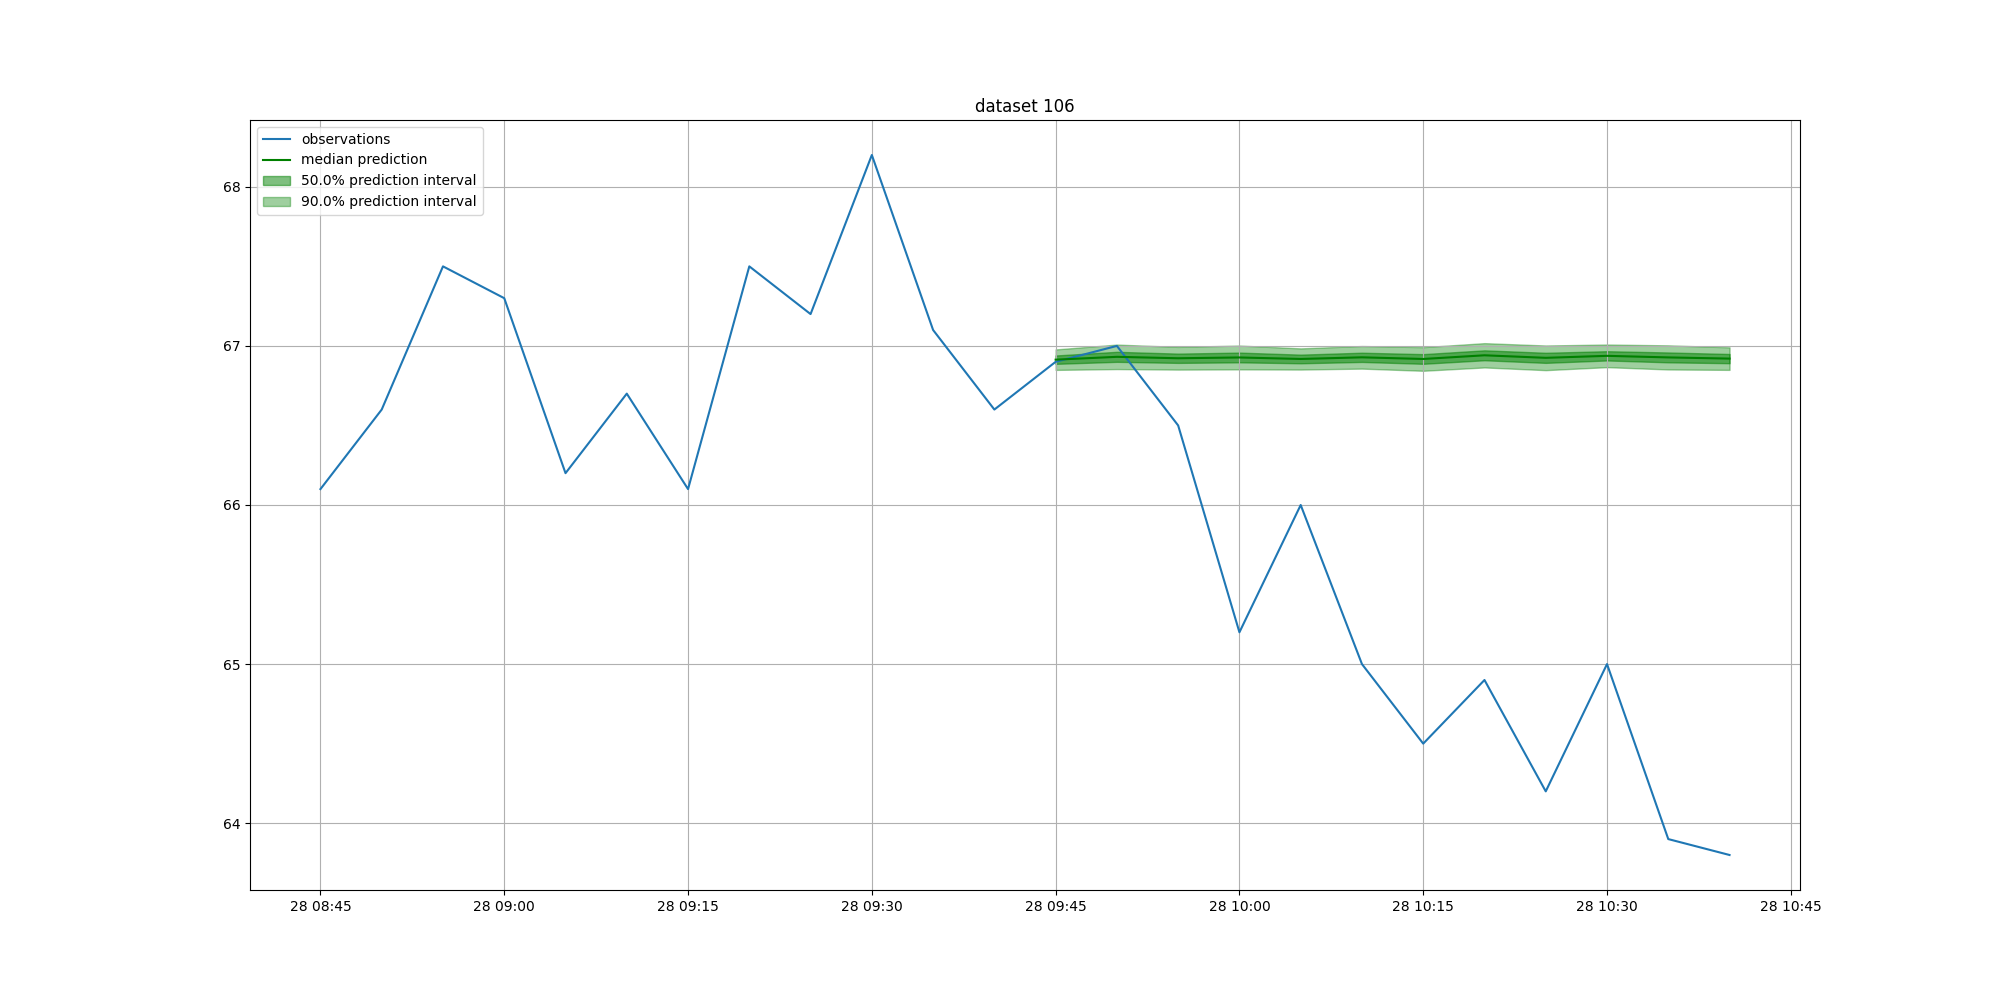 dataset 106
observations
median prediction
50.0% prediction interval
90.0% prediction interval
68
67
66
65
64
28 08:45 28 09:00 28 09:15 28 09:30 28 09:45 28 10:00 28 10:15 28 10:30 28 10:45